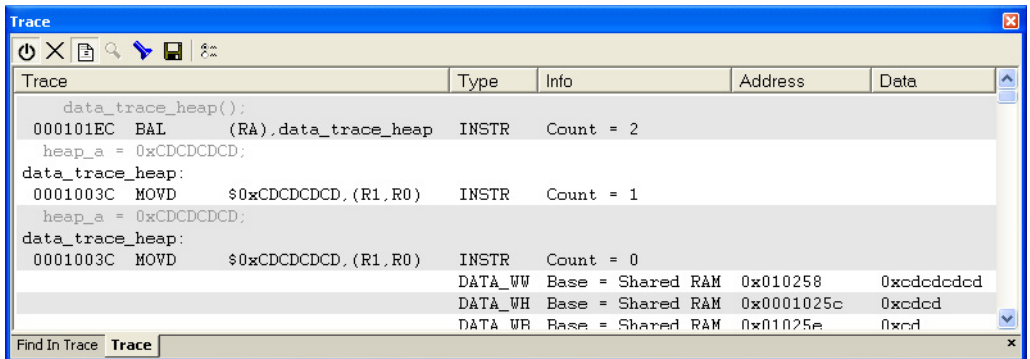 Trace
Trace Type Info Address Data
data_trace_heap();
000101EC BAL (RA),data_trace_heap INSTR Count = 2
heap_a = 0xCDCDCDCD;
data_trace_heap:
0001003C MOVD $0xCDCDCDCD,(R1,R0) INSTR Count = 1
heap_a = 0xCDCDCDCD;
data_trace_heap:
0001003C MOVD $0xCDCDCDCD,(R1,R0) INSTR Count = 0
DATA_WW Base = Shared RAM 0x010258 0xcdcdcdcd
DATA_WH Base = Shared RAM 0x0001025c 0xcdcd
DATA_WB Base = Shared RAM 0x01025e 0xcd
Find In Trace Trace